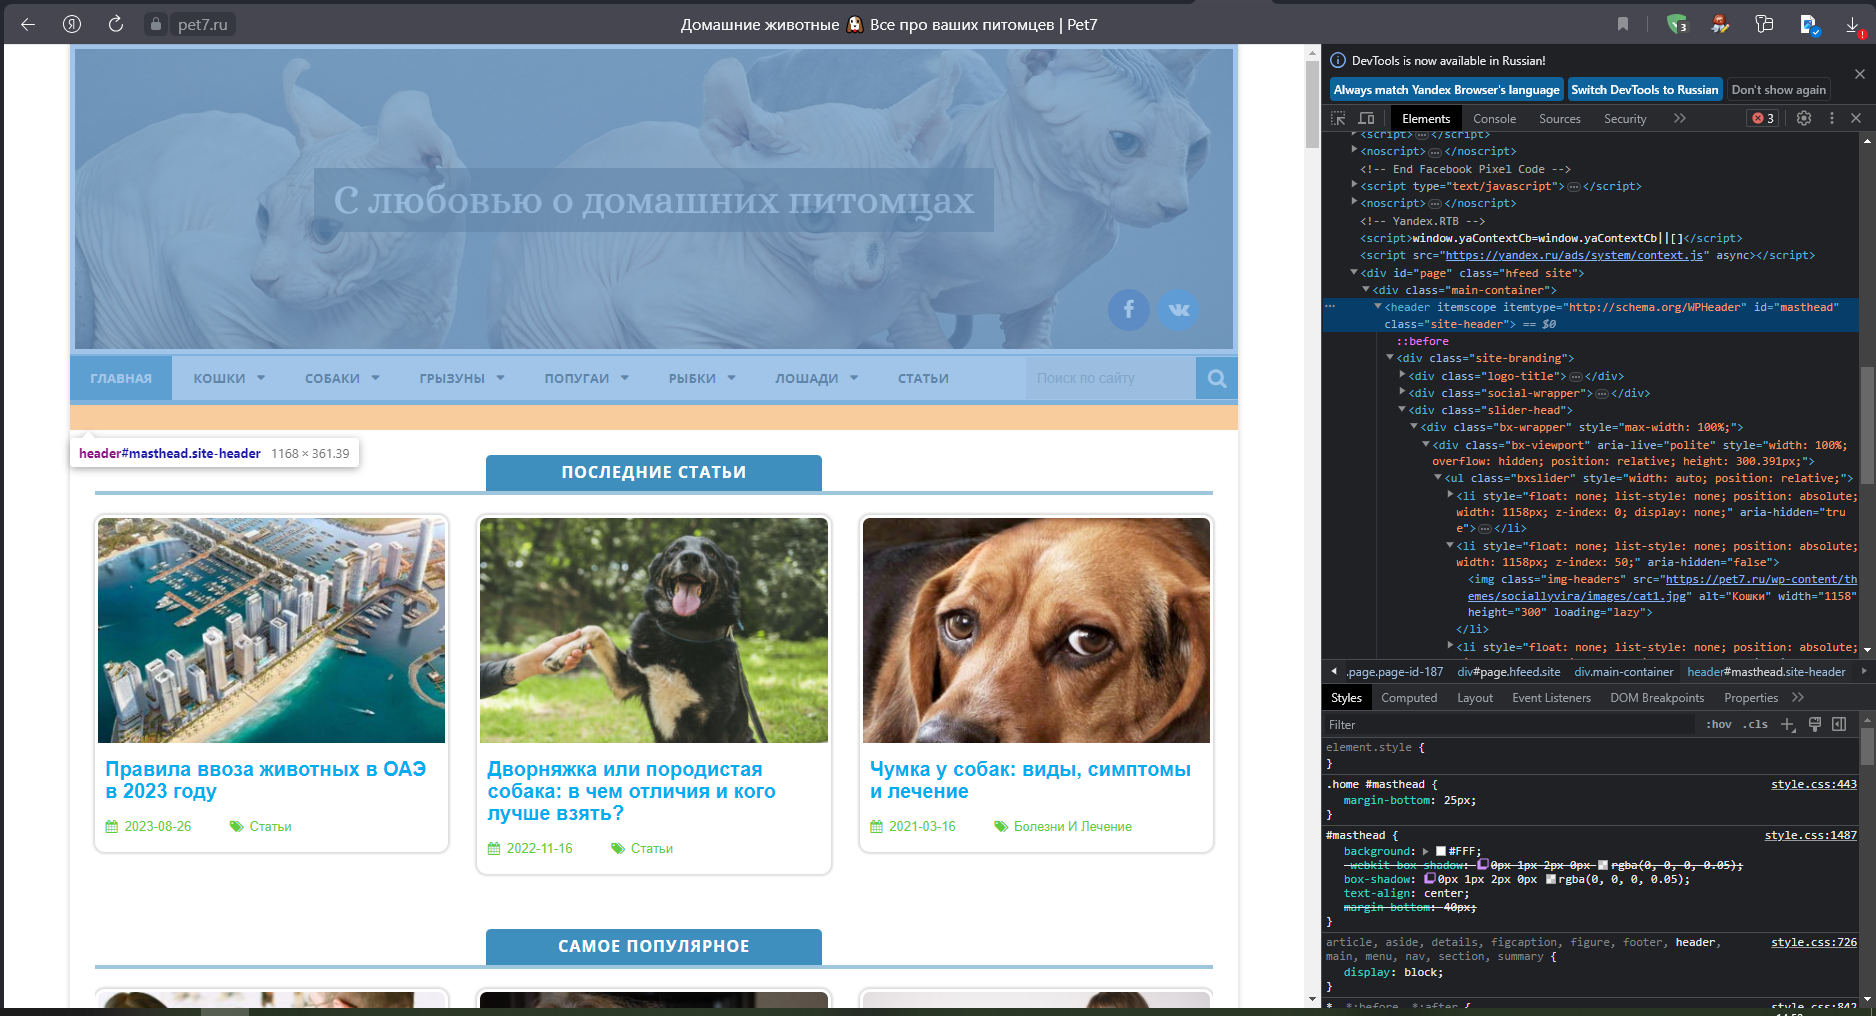 pet7.ru
Домашние животные 🐶 Все про ваших питомцев | Pet7
3
С любовью о домашних питомцах
ГЛАВНАЯ КОШКИ СОБАКИ ГРЫЗУНЫ ПОПУГАИ РЫБКИ ЛОШАДИ СТАТЬИ Поиск по сайту
header#masthead.site-header 1168 × 361.39
ПОСЛЕДНИЕ СТАТЬИ
Правила ввоза животных в ОАЭ
в 2023 году
2023-08-26 Статьи
Дворняжка или породистая
собака: в чем отличия и кого
лучше взять?
2022-11-16 Статьи
Чумка у собак: виды, симптомы
и лечение
2021-03-16 Болезни И Лечение
САМОЕ ПОПУЛЯРНОЕ
DevTools is now available in Russian!
Always match Yandex Browser's language Switch DevTools to Russian Don't show again
Elements Console Sources Security 3
<script>…</script>
<noscript>…</noscript>
<!-- End Facebook Pixel Code -->
<script type="text/javascript">…</script>
<noscript>…</noscript>
<!-- Yandex.RTB -->
<script>window.yaContextCb=window.yaContextCb||[]</script>
<script src="https://yandex.ru/ads/system/context.js" async></script>
<div id="page" class="hfeed site">
<div class="main-container">
<header itemscope itemtype="http://schema.org/WPHeader" id="masthead"
class="site-header"> == $0
::before
<div class="site-branding">
<div class="logo-title">…</div>
<div class="social-wrapper">…</div>
<div class="slider-head">
<div class="bx-wrapper" style="max-width: 100%;">
<div class="bx-viewport" aria-live="polite" style="width: 100%;
overflow: hidden; position: relative; height: 300.391px;">
<ul class="bxslider" style="width: auto; position: relative;">
<li style="float: none; list-style: none; position: absolute;
width: 1158px; z-index: 0; display: none;" aria-hidden="tru
e">…</li>
<li style="float: none; list-style: none; position: absolute;
width: 1158px; z-index: 50;" aria-hidden="false">
<img class="img-headers" src="https://pet7.ru/wp-content/th
emes/sociallyvira/images/cat1.jpg" alt="Кошки" width="1158"
height="300" loading="lazy">
</li>
<li style="float: none; list-style: none; position: absolute;
.page.page-id-187 div#page.hfeed.site div.main-container header#masthead.site-header
Styles Computed Layout Event Listeners DOM Breakpoints Properties
Filter :hov .cls
element.style {
}
.home #masthead { style.css:443
margin-bottom: 25px;
}
#masthead { style.css:1487
background: #FFF;
-webkit-box-shadow: 0px 1px 2px 0px rgba(0, 0, 0, 0.05);
box-shadow: 0px 1px 2px 0px rgba(0, 0, 0, 0.05);
text-align: center;
margin-bottom: 40px;
}
article, aside, details, figcaption, figure, footer, header, style.css:726
main, menu, nav, section, summary {
display: block;
}
*, *:before, *:after { style.css:842